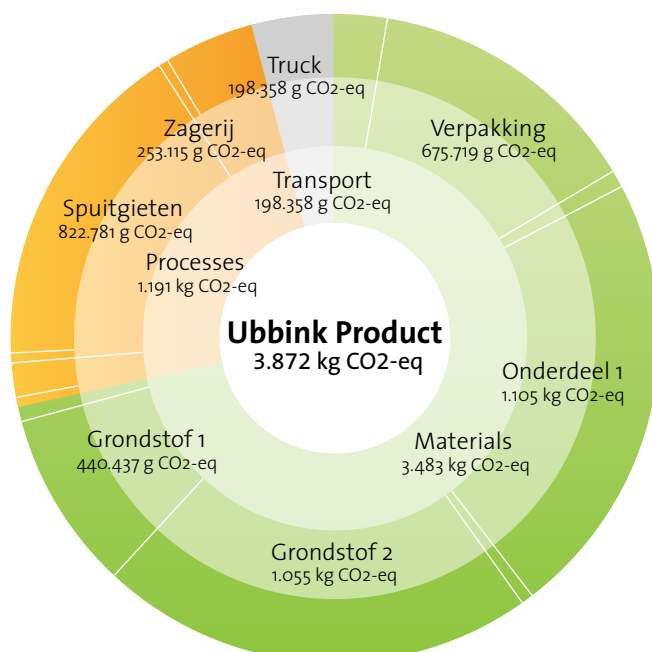 Truck
198.358 g CO2-eq
Verpakking
675.719 g CO2-eq
Zagerij
253.115 g CO2-eq
Transport
198.358 g CO2-eq
Spuitgieten
822.781 g CO2-eq
Processes
1.191 kg CO2-eq
Ubbink Product
3.872 kg CO2-eq
Onderdeel 1
1.105 kg CO2-eq
Materials
3.483 kg CO2-eq
Grondstof 1
440.437 g CO2-eq
Grondstof 2
1.055 kg CO2-eq